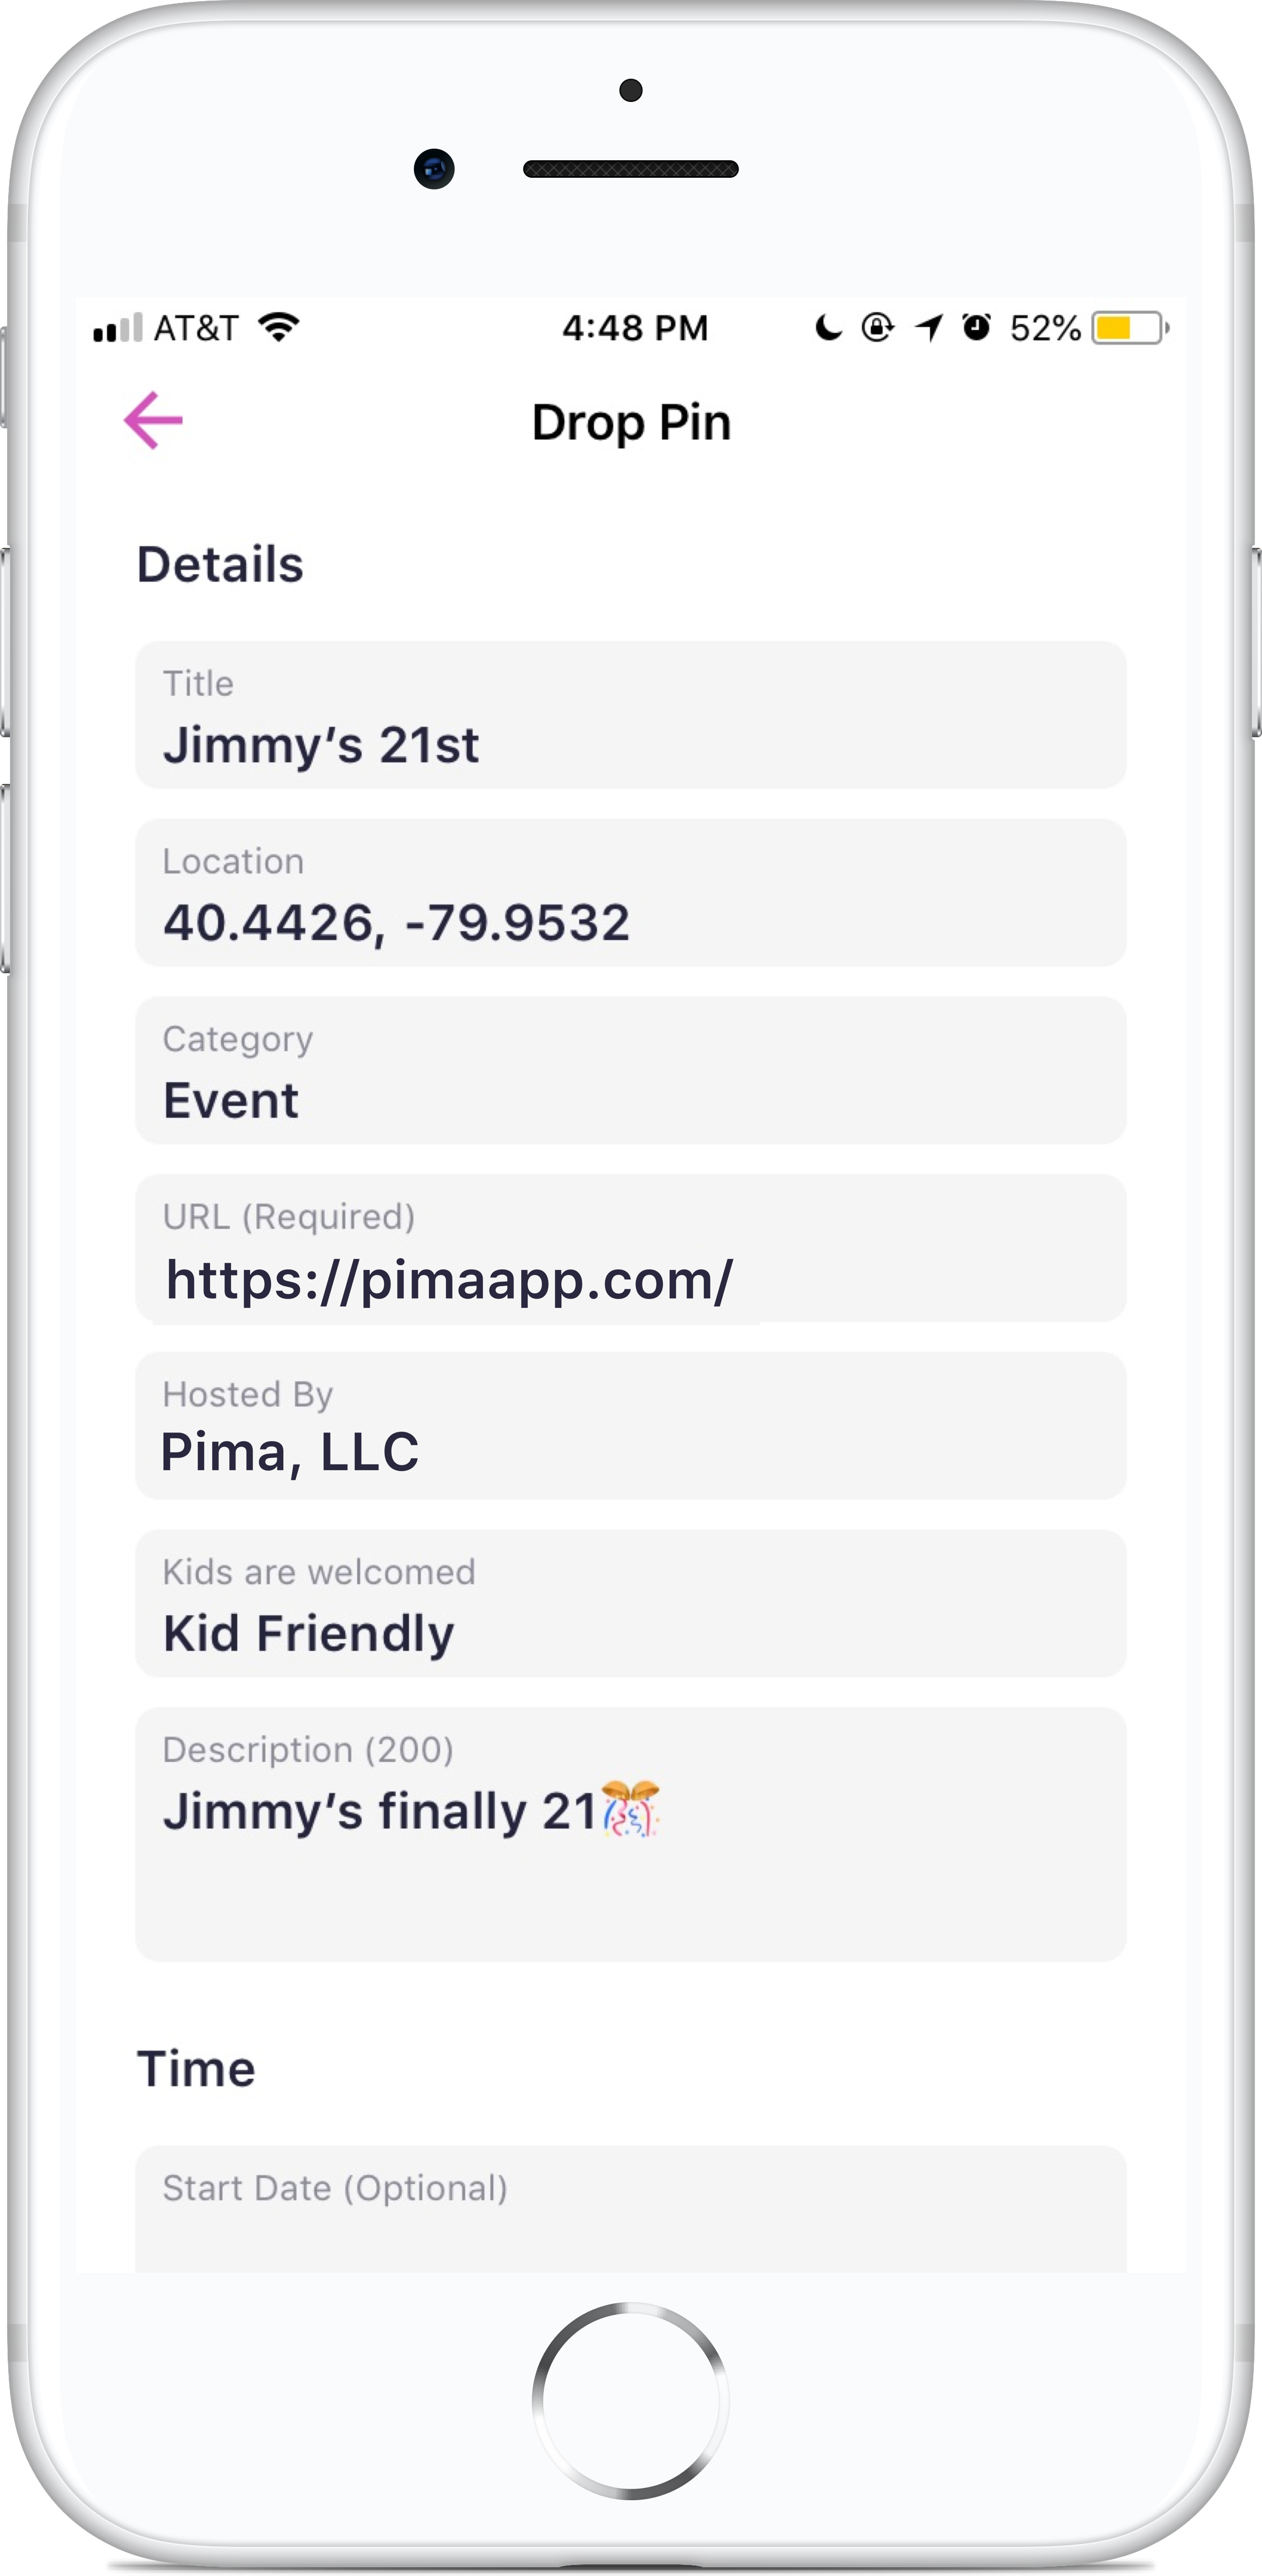 AT&T 4:48 PM 52%
Drop Pin
Details
Title
Jimmy’s 21st
Location
40.4426, -79.9532
Category
Event
URL (Required)
https://pimaapp.com/
Hosted By
Pima, LLC
Kids are welcomed
Kid Friendly
Description (200)
Jimmy’s finally 21🎊
Time
Start Date (Optional)